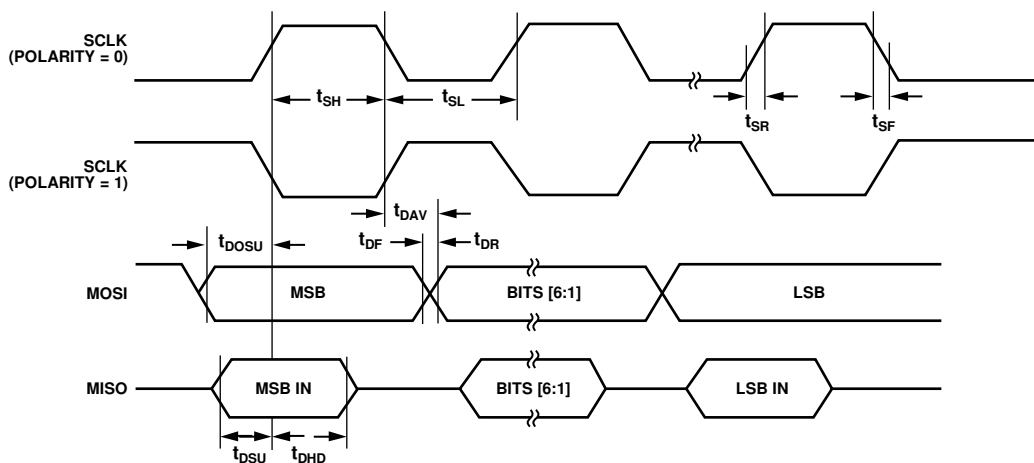 SCLK
(POLARITY = 0)
tSH
tSL
tSR
tSF
SCLK
(POLARITY = 1)
tDAV
tDOSU
tDF
tDR
MOSI
MSB
BITS [6:1]
LSB
MISO
MSB IN
BITS [6:1]
LSB IN
tDSU
tDHD